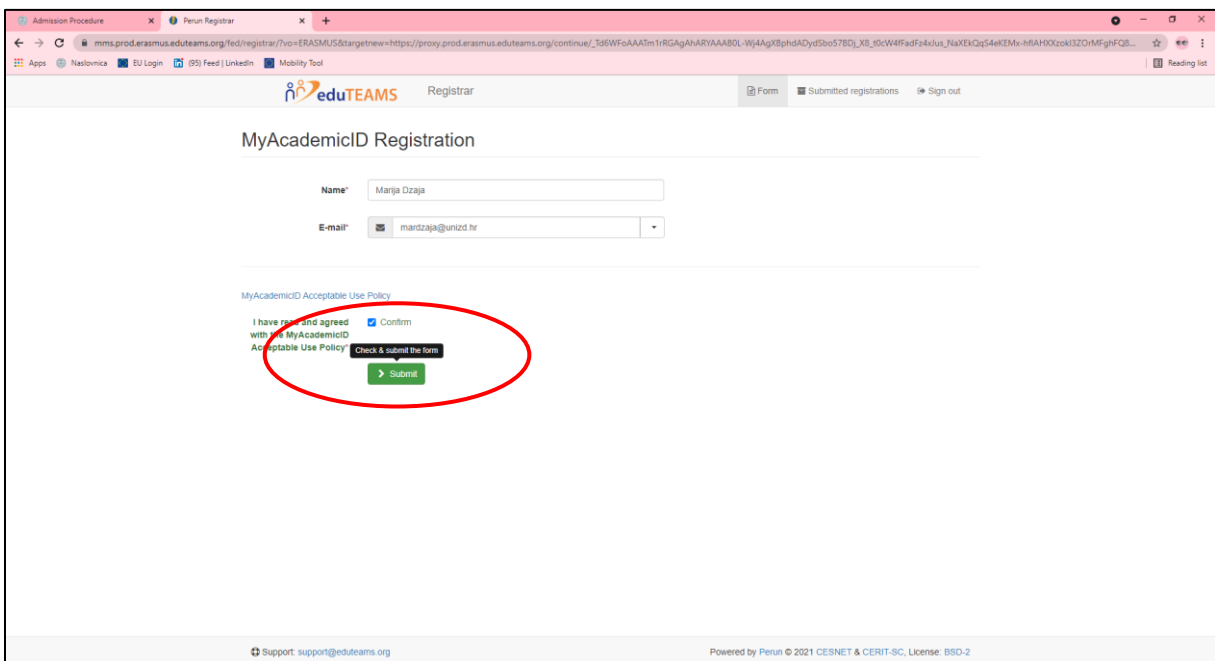 Admission Procedure
Perun Registrar
mms.prod.erasmus.eduteams.org/fed/registrar/?vo=ERASMUS&targetnew=https://proxy.prod.erasmus.eduteams.org/continue/
Apps Naslovnica EU Login (95) Feed | LinkedIn Mobility Tool Reading list
eduTEAMS Registrar Form Submitted registrations Sign out
MyAcademicID Registration
Name* Marija Dzaja
E-mail* mardzaja@unizd.hr
MyAcademicID Acceptable Use Policy
I have read and agreed Confirm
with the MyAcademicID
Acceptable Use Policy* Check & submit the form
Submit
Support: support@eduteams.org Powered by Perun © 2021 CESNET & CERIT-SC, License: BSD-2